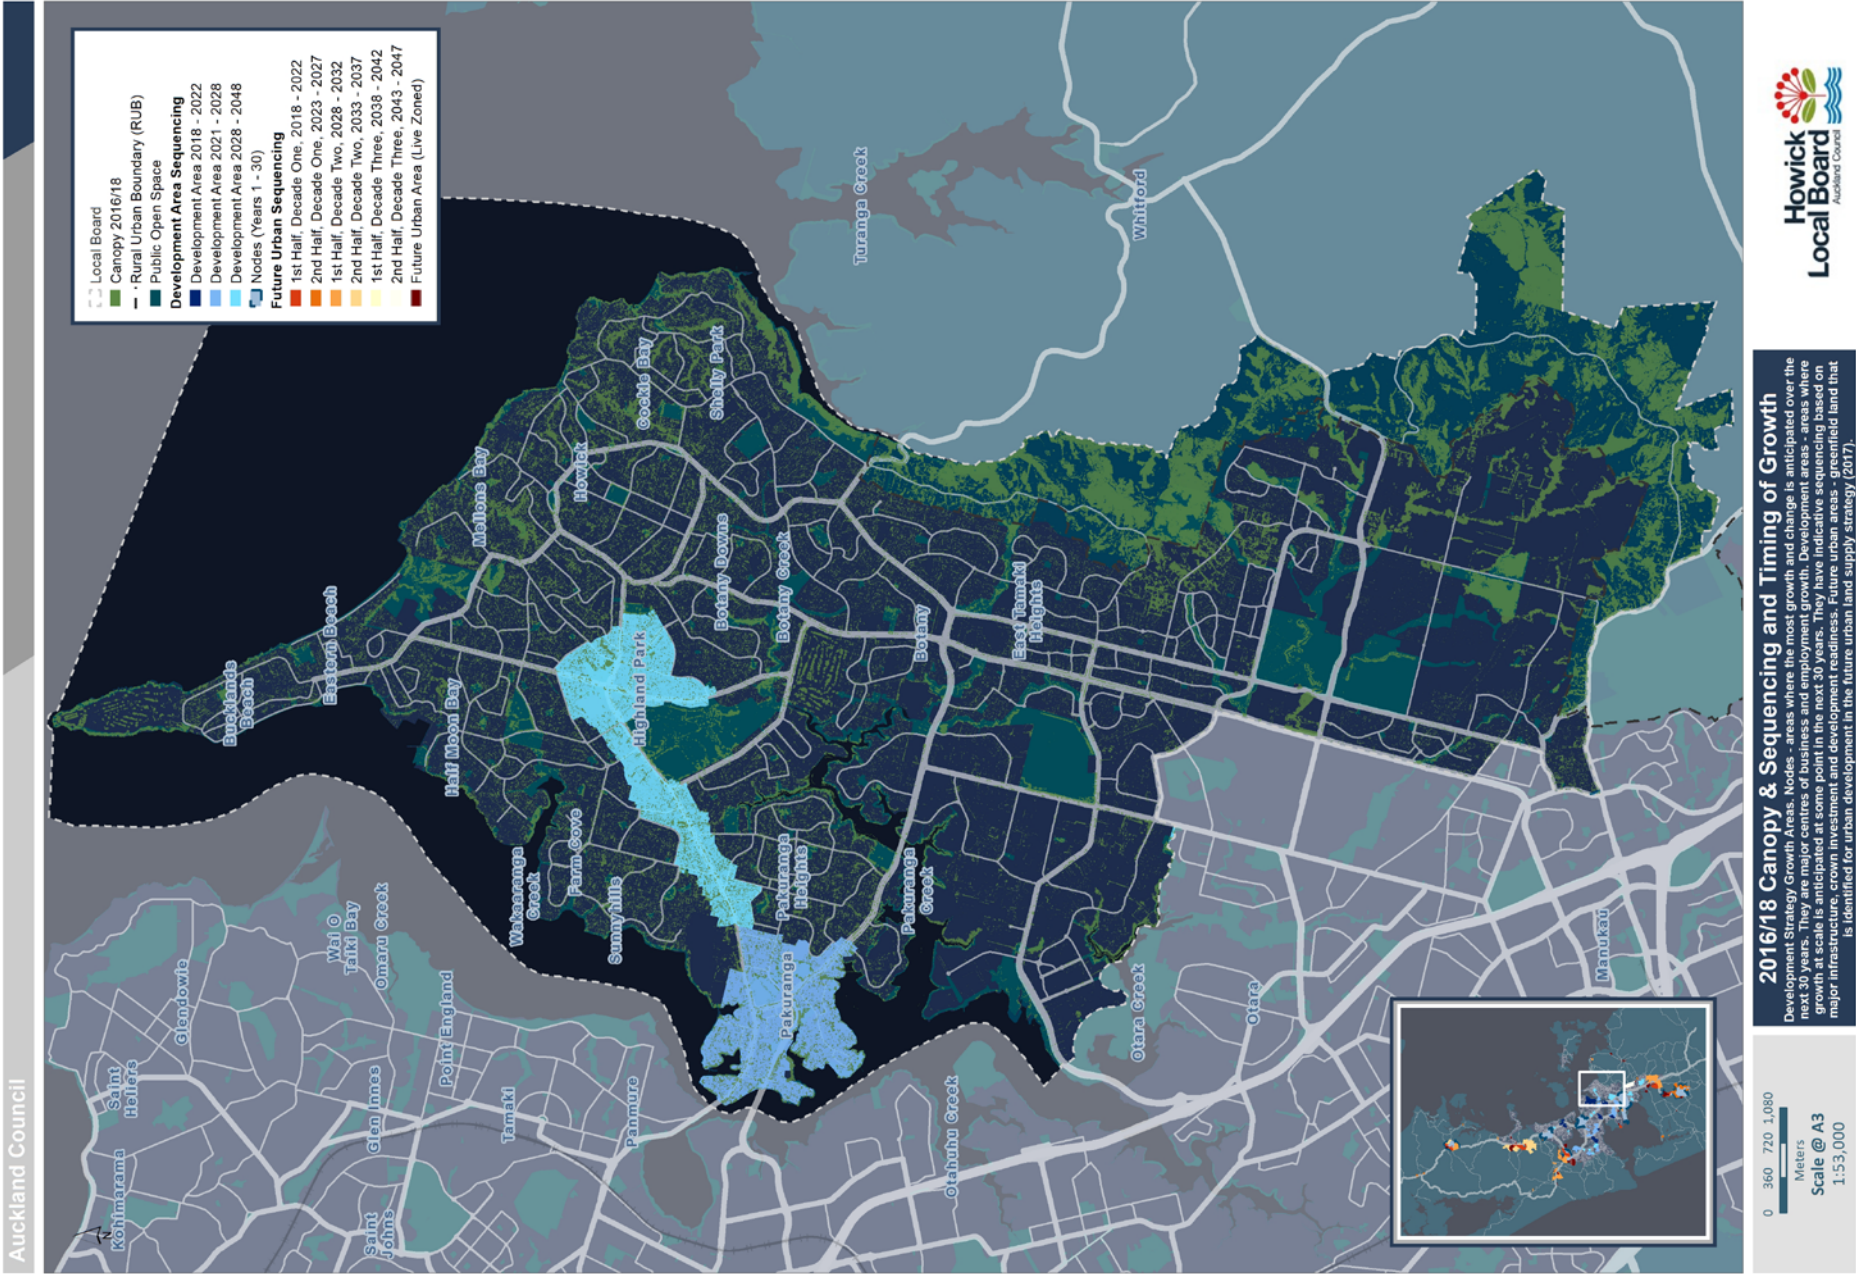 Auckland Council
Local Board
Canopy 2016/18
Rural Urban Boundary (RUB)
Public Open Space
Development Area Sequencing
Development Area 2018 - 2022
Development Area 2021 - 2028
Development Area 2028 - 2048
Nodes (Years 1 - 30)
Future Urban Sequencing
1st Half, Decade One, 2018 - 2022
2nd Half, Decade One, 2023 - 2027
1st Half, Decade Two, 2028 - 2032
2nd Half, Decade Two, 2033 - 2037
1st Half, Decade Three, 2038 - 2042
2nd Half, Decade Three, 2043 - 2047
Future Urban Area (Live Zoned)
N
Kohimarama
Saint
Heliers
Glendowie
Wai O
Taiki Bay
Omaru Creek
Saint
Johns
Glen Innes
Point England
Tamaki
Panmure
Bucklands
Beach
Eastern Beach
Half Moon Bay
Mellons Bay
Howick
Cockle Bay
Shelly Park
Turanga Creek
Whitford
Wakaaranga
Creek
Farm Cove
Sunnyhills
Highland Park
Botany Downs
Botany Creek
Pakuranga
Heights
Pakuranga
Pakuranga
Creek
Botany
East Tamaki
Heights
Otahuhu Creek
Otara Creek
Otara
Manukau
0 360 720 1,080
Meters
Scale @ A3
1:53,000
2016/18 Canopy & Sequencing and Timing of Growth
Development Strategy Growth Areas. Nodes - areas where the most growth and change is anticipated over the
next 30 years. They are major centres of business and employment growth. Development areas - areas where
growth at scale is anticipated at some point in the next 30 years. They have indicative sequencing based on
major infrastructure, crown investment and development readiness. Future urban areas - greenfield land that
is identified for urban development in the future urban land supply strategy (2017).
Howick
Local Board
Auckland Council